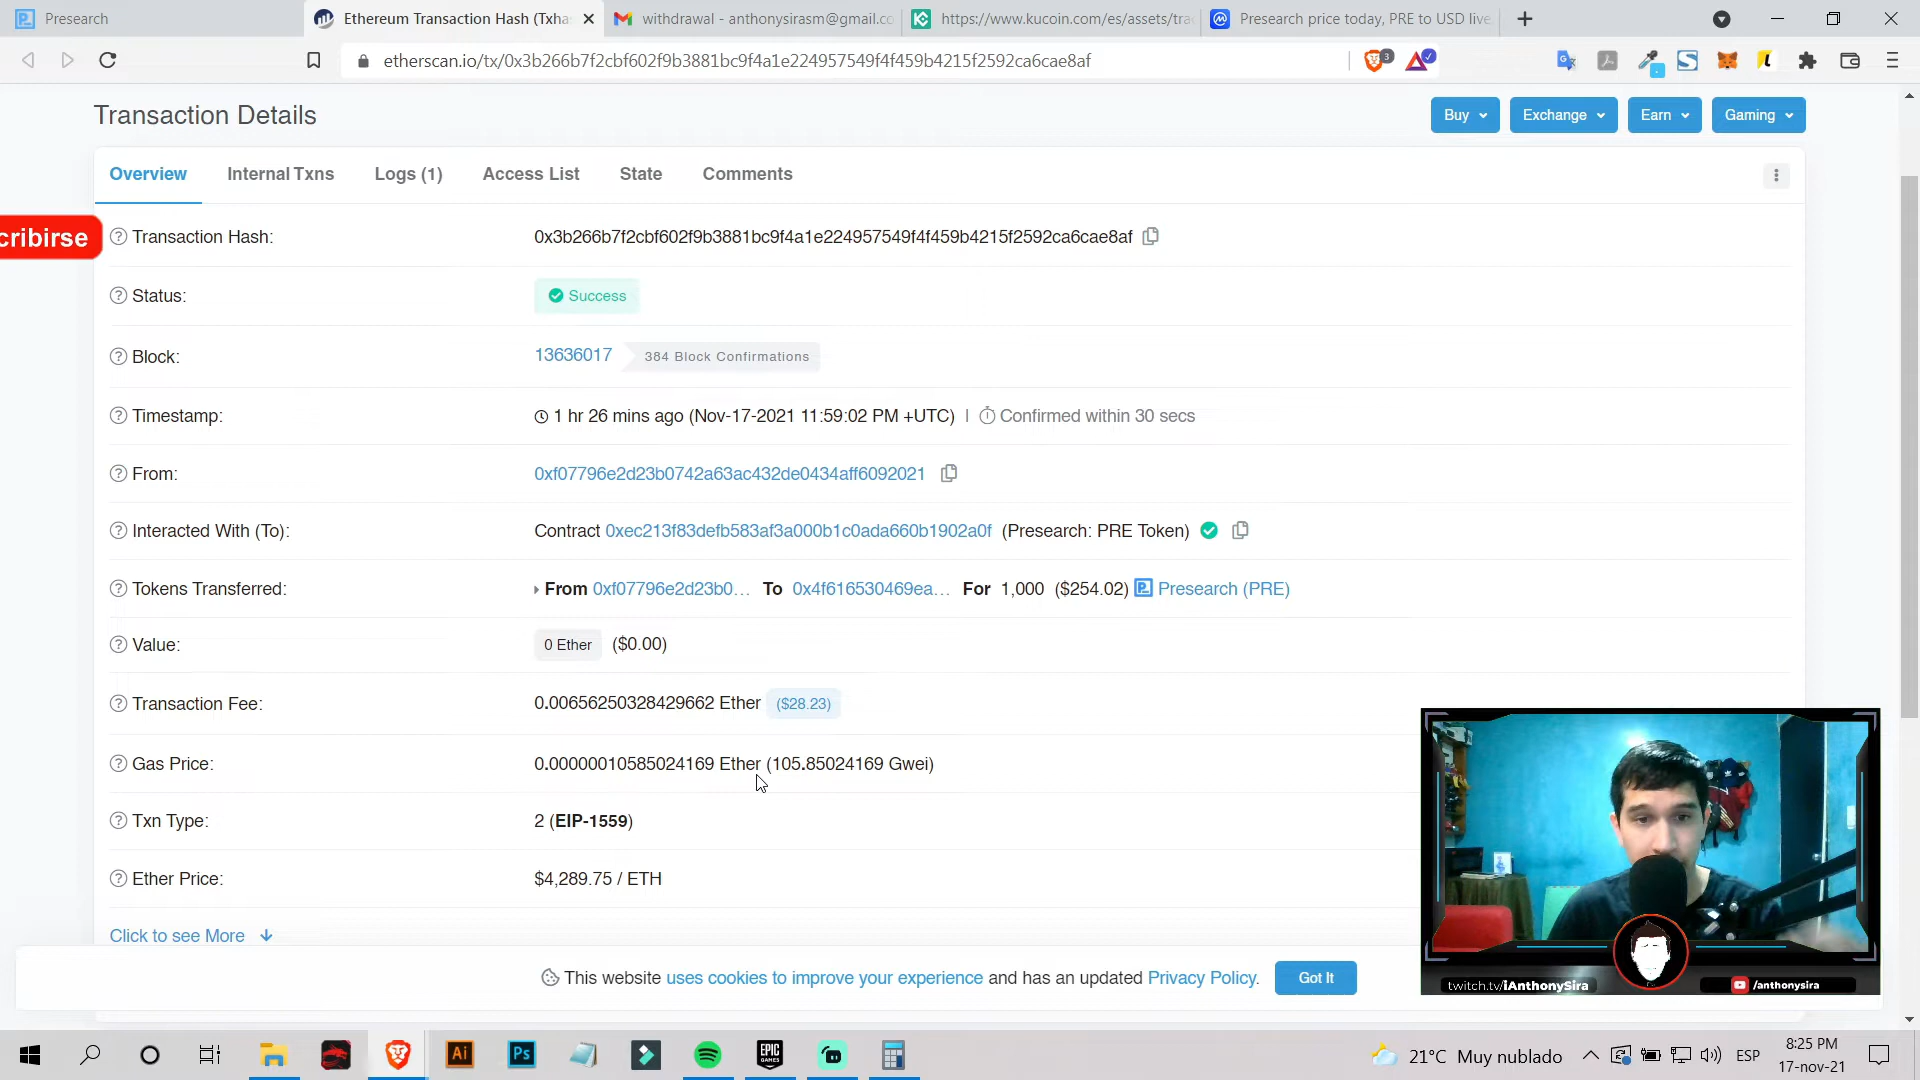 Presearch
Ethereum Transaction Hash (Txha
withdrawal - anthonysirasm@gmail.co
https://www.kucoin.com/es/assets/tra
Presearch price today, PRE to USD live
etherscan.io/tx/0x3b266b7f2cbf602f9b3881bc9f4a1e224957549f4f459b4215f2592ca6cae8af
3
Transaction Details
Buy
Exchange
Earn
Gaming
Overview
Internal Txns
Logs (1)
Access List
State
Comments
cribirse
Transaction Hash:
0x3b266b7f2cbf602f9b3881bc9f4a1e224957549f4f459b4215f2592ca6cae8af
Status:
Success
Block:
13636017
384 Block Confirmations
Timestamp:
1 hr 26 mins ago (Nov-17-2021 11:59:02 PM +UTC) | Confirmed within 30 secs
From:
0xf07796e2d23b0742a63ac432de0434aff6092021
Interacted With (To):
Contract 0xec213f83defb583af3a000b1c0ada660b1902a0f (Presearch: PRE Token)
Tokens Transferred:
From 0xf07796e2d23b0... To 0x4f616530469ea... For 1,000 ($254.02) Presearch (PRE)
Value:
0 Ether ($0.00)
Transaction Fee:
0.00656250328429662 Ether ($28.23)
Gas Price:
0.00000010585024169 Ether (105.85024169 Gwei)
Txn Type:
2 (EIP-1559)
Ether Price:
$4,289.75 / ETH
Click to see More
This website uses cookies to improve your experience and has an updated Privacy Policy.
Got It
twitch.tv/iAnthonySira
/anthonysira
Ai
Ps
EPIC GAMES
21°C Muy nublado
ESP
8:25 PM
17-nov-21